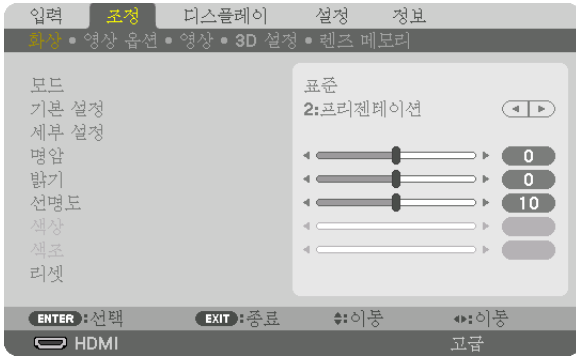 입력 조정 디스플레이 설정 정보
화상 • 영상 옵션 • 영상 • 3D 설정 • 렌즈 메모리
모드 표준
기본 설정 2:프리젠테이션
세부 설정
명암 0
밝기 0
선명도 10
색상
색조
리셋
ENTER:선택 EXIT:종료 :이동 :이동
HDMI 고급